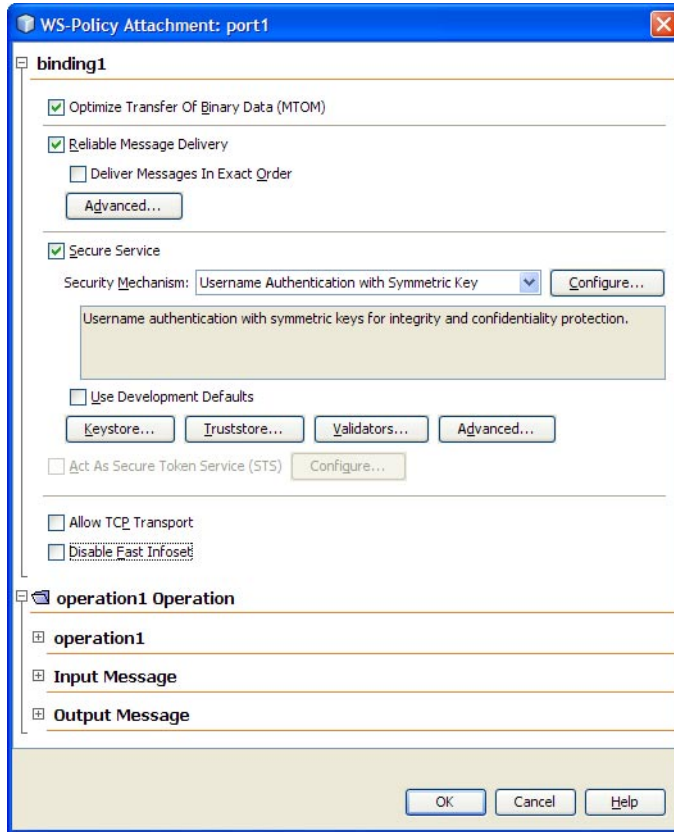 WS-Policy Attachment: port1
binding1
Optimize Transfer Of Binary Data (MTOM)
Reliable Message Delivery
Deliver Messages In Exact Order
Advanced...
Secure Service
Security Mechanism: Username Authentication with Symmetric Key Configure...
Username authentication with symmetric keys for integrity and confidentiality protection.
Use Development Defaults
Keystore... Truststore... Validators... Advanced...
Act As Secure Token Service (STS) Configure...
Allow TCP Transport
Disable Fast Infoset
operation1 Operation
operation1
Input Message
Output Message
OK Cancel Help